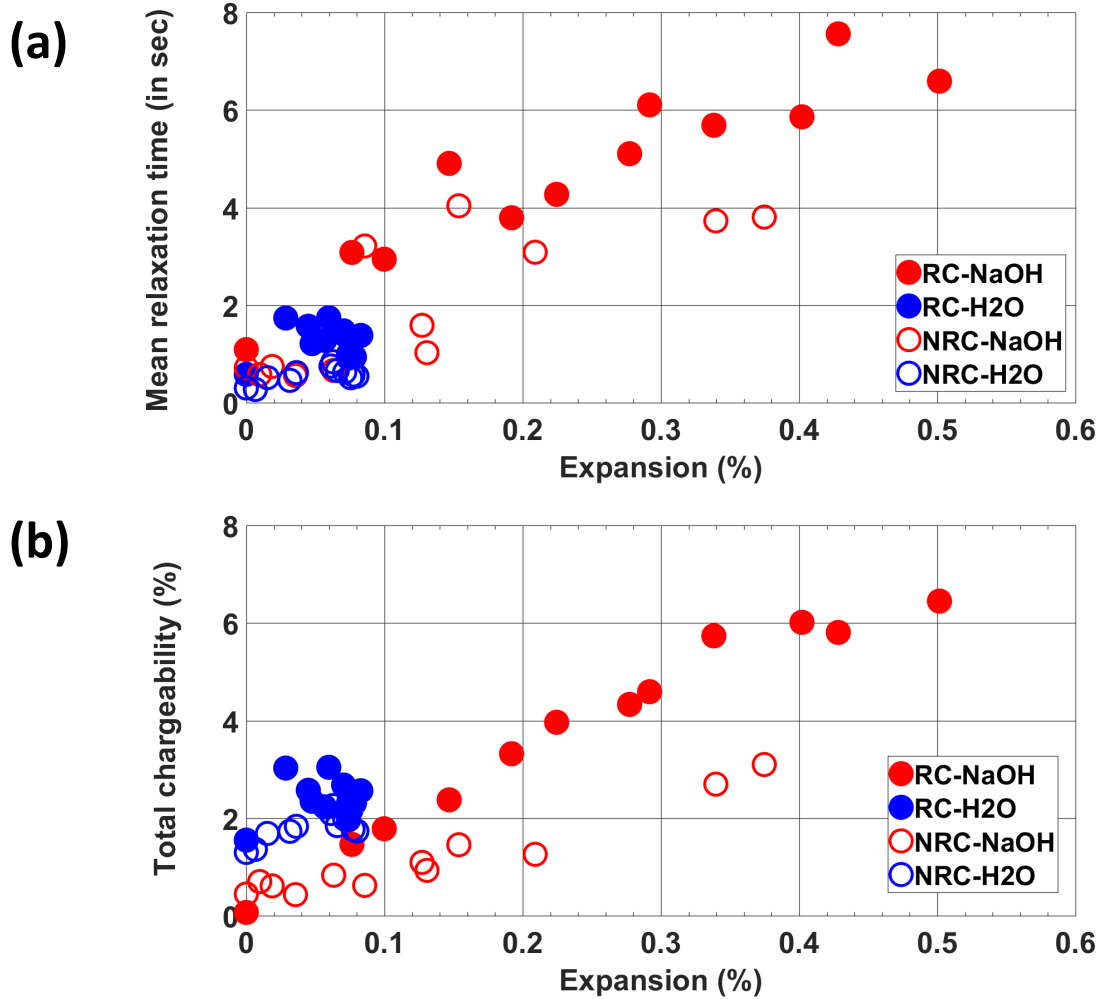 (a)
Mean relaxation time (in sec)
8
6
4
2
0
0 0.1 0.2 0.3 0.4 0.5 0.6
Expansion (%)
RC-NaOH
RC-H2O
NRC-NaOH
NRC-H2O
(b)
Total chargeability (%)
8
6
4
2
0
0 0.1 0.2 0.3 0.4 0.5 0.6
Expansion (%)
RC-NaOH
RC-H2O
NRC-NaOH
NRC-H2O